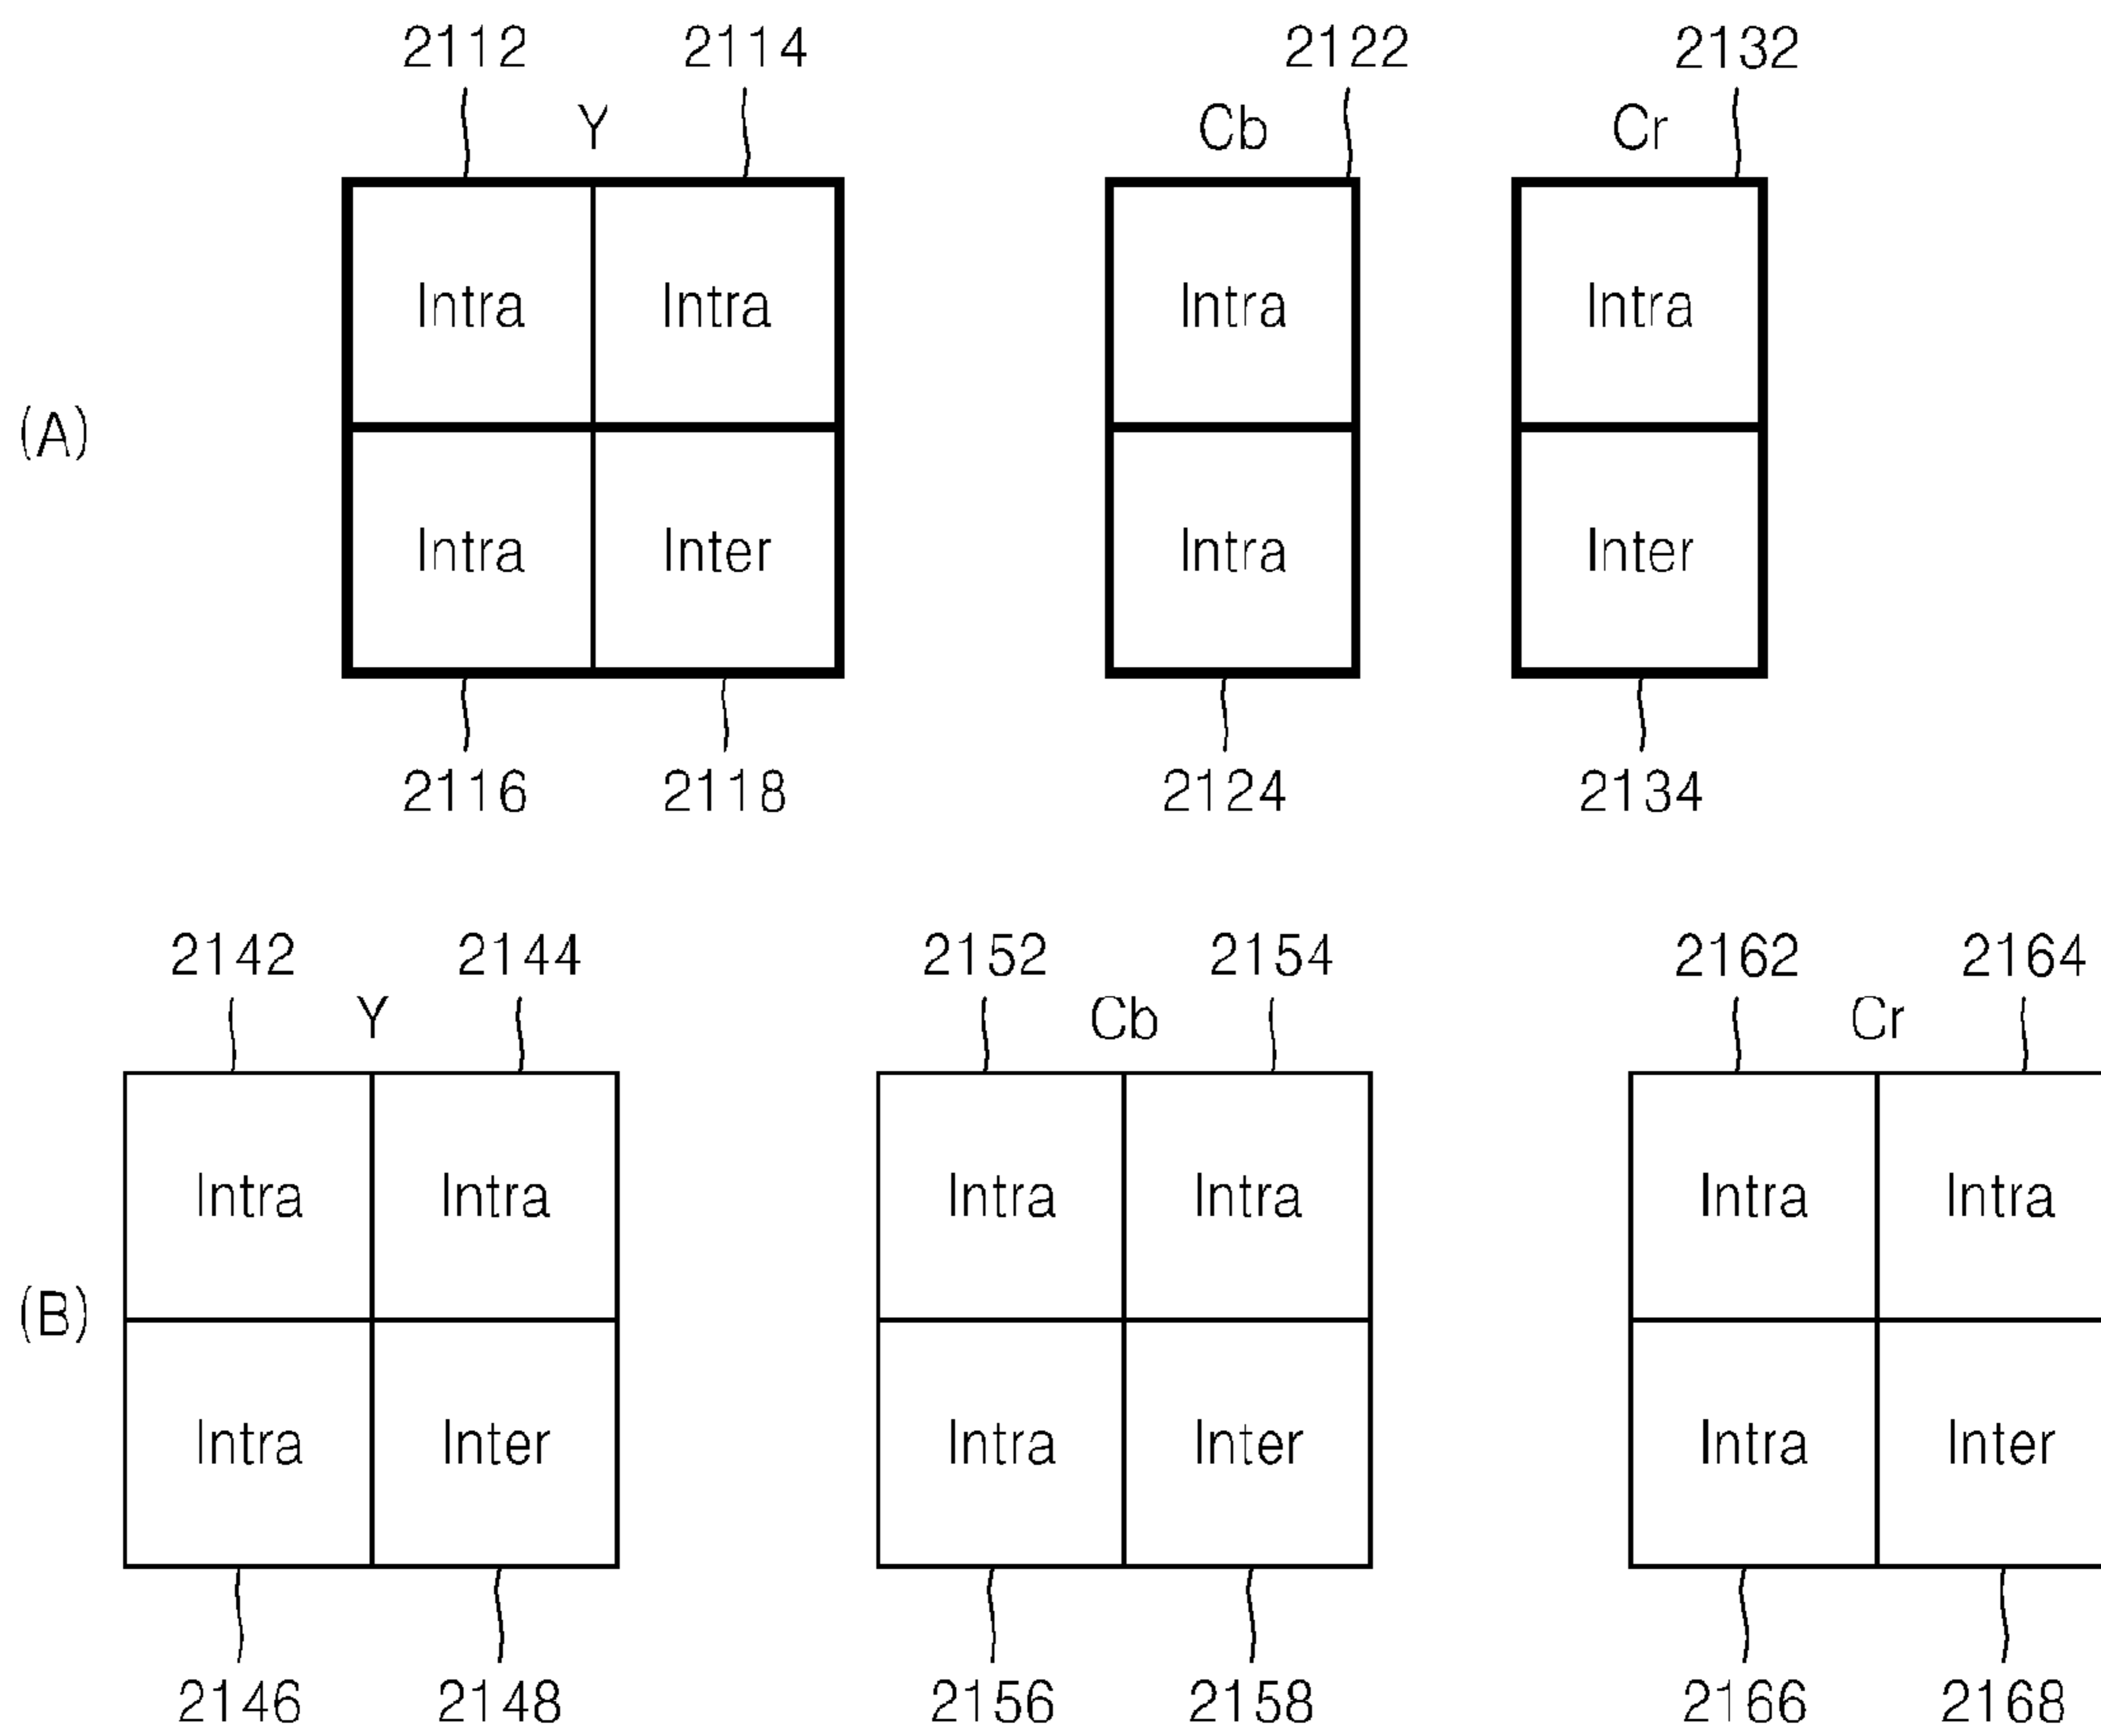 2112 2114 2122 2132
Y Cb Cr
Intra Intra Intra Intra
(A)
Intra Inter Intra Inter
2116 2118 2124 2134
2142 2144 2152 2154 2162 2164
Y Cb Cr
Intra Intra Intra Intra Intra Intra
(B)
Intra Inter Intra Inter Intra Inter
2146 2148 2156 2158 2166 2168